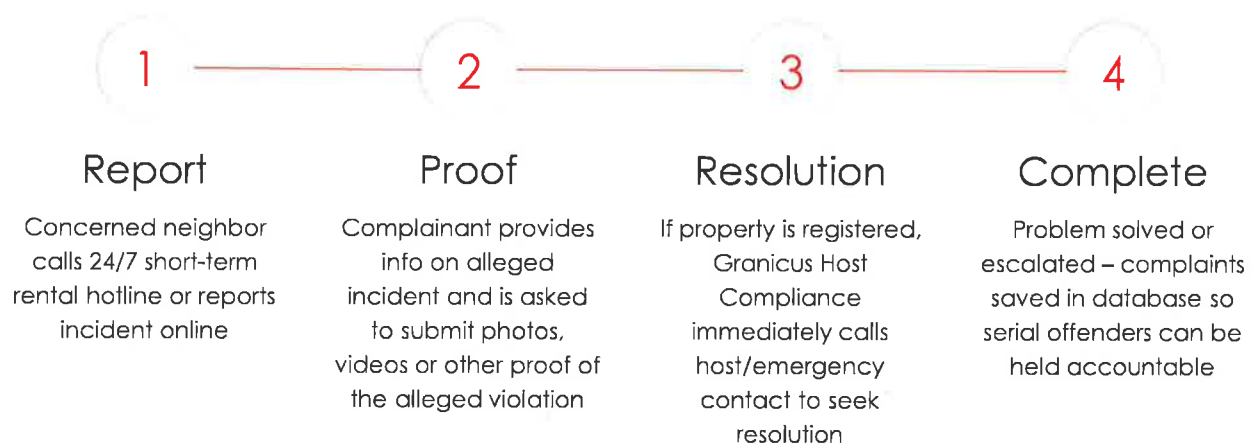 1
2
3
4
Report
Concerned neighbor
calls 24/7 short-term
rental hotline or reports
incident online
Proof
Complainant provides
info on alleged
incident and is asked
to submit photos,
videos or other proof of
the alleged violation
Resolution
If property is registered,
Granicus Host
Compliance
immediately calls
host/emergency
contact to seek
resolution
Complete
Problem solved or
escalated – complaints
saved in database so
serial offenders can be
held accountable